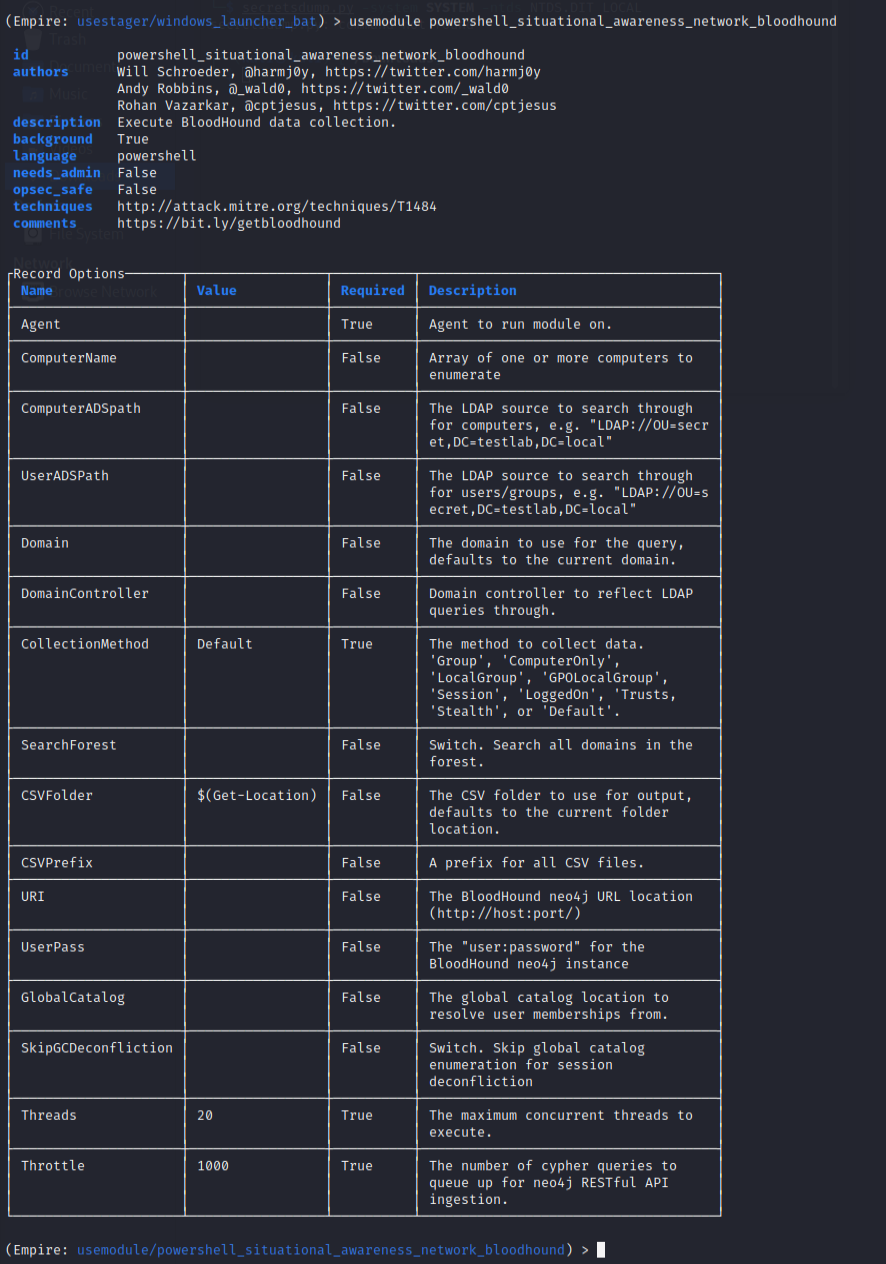 (Empire: usestager/windows_launcher_bat) > usemodule powershell_situational_awareness_network_bloodhound
id powershell_situational_awareness_network_bloodhound
authors Will Schroeder, @harmj0y, https://twitter.com/harmj0y
Andy Robbins, @_wald0, https://twitter.com/_wald0
Rohan Vazarkar, @cptjesus, https://twitter.com/cptjesus
description Execute BloodHound data collection.
background True
language powershell
needs_admin False
opsec_safe False
techniques http://attack.mitre.org/techniques/T1484
comments https://bit.ly/getbloodhound
Record Options
Name Value Required Description
Agent True Agent to run module on.
ComputerName False Array of one or more computers to
enumerate
ComputerADSpath False The LDAP source to search through
for computers, e.g. "LDAP://OU=secr
et,DC=testlab,DC=local"
UserADSPath False The LDAP source to search through
for users/groups, e.g. "LDAP://OU=s
ecret,DC=testlab,DC=local"
Domain False The domain to use for the query,
defaults to the current domain.
DomainController False Domain controller to reflect LDAP
queries through.
CollectionMethod Default True The method to collect data.
'Group', 'ComputerOnly',
'LocalGroup', 'GPOLocalGroup',
'Session', 'LoggedOn', 'Trusts,
'Stealth', or 'Default'.
SearchForest False Switch. Search all domains in the
forest.
CSVFolder $(Get-Location) False The CSV folder to use for output,
defaults to the current folder
location.
CSVPrefix False A prefix for all CSV files.
URI False The BloodHound neo4j URL location
(http://host:port/)
UserPass False The "user:password" for the
BloodHound neo4j instance
GlobalCatalog False The global catalog location to
resolve user memberships from.
SkipGCDeconfliction False Switch. Skip global catalog
enumeration for session
deconfliction
Threads 20 True The maximum concurrent threads to
execute.
Throttle 1000 True The number of cypher queries to
queue up for neo4j RESTful API
ingestion.
(Empire: usemodule/powershell_situational_awareness_network_bloodhound) >